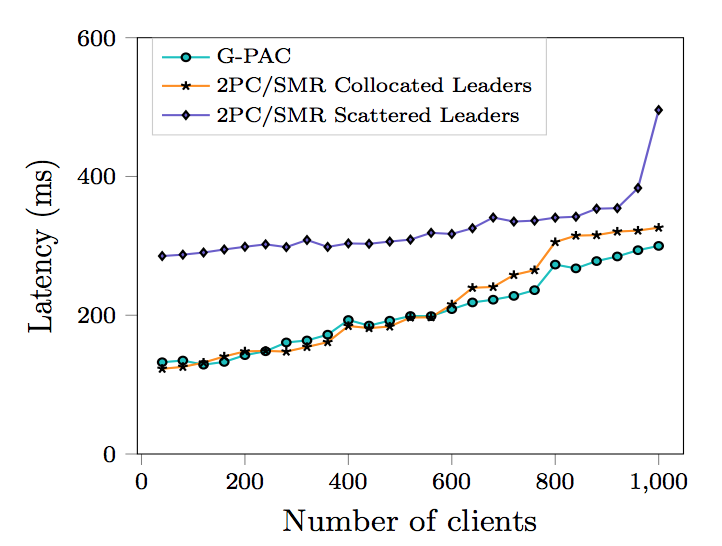 600
400
200
0
Latency (ms)
G-PAC
2PC/SMR Collocated Leaders
2PC/SMR Scattered Leaders
0 200 400 600 800 1,000
Number of clients